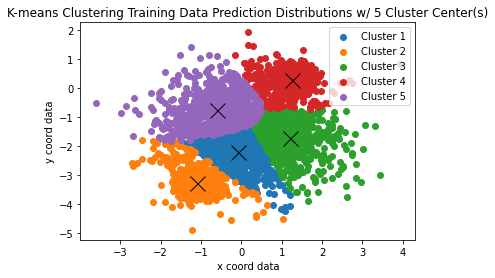 K-means Clustering Training Data Prediction Distributions w/ 5 Cluster Center(s)
Cluster 1
Cluster 2
Cluster 3
Cluster 4
Cluster 5
y coord data
2
1
0
−1
−2
−3
−4
−5
−3
−2
−1
0
1
2
3
4
x coord data